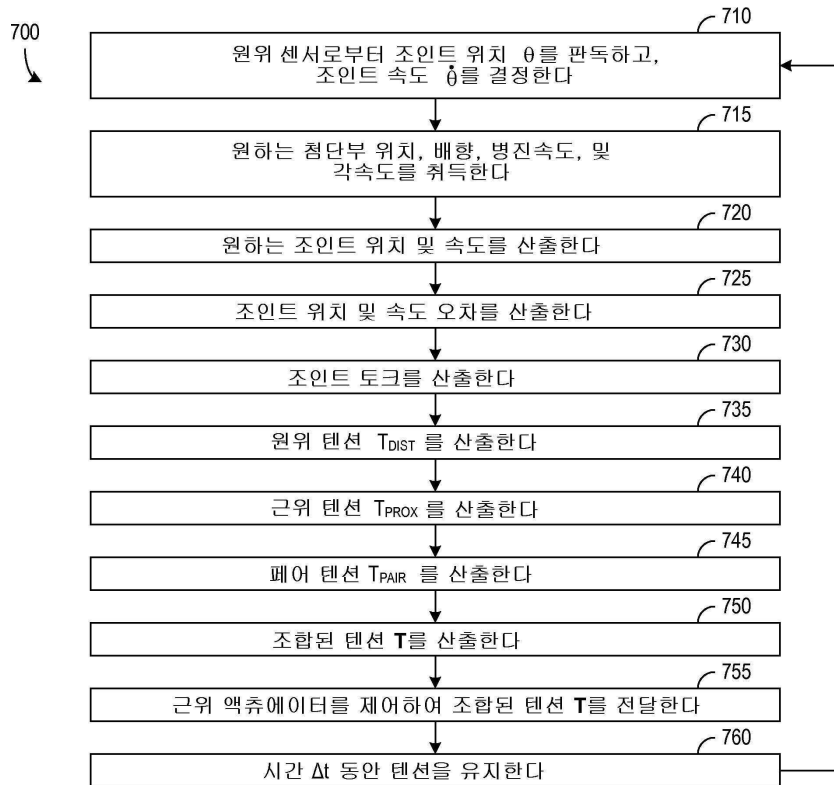 700
710
원위 센서로부터 조인트 위치 θ를 판독하고,
조인트 속도 θ̇를 결정한다
715
원하는 첨단부 위치, 배향, 병진속도, 및
각속도를 취득한다
720
원하는 조인트 위치 및 속도를 산출한다
725
조인트 위치 및 속도 오차를 산출한다
730
조인트 토크를 산출한다
735
원위 텐션 TDIST 를 산출한다
740
근위 텐션 TPROX 를 산출한다
745
페어 텐션 TPAIR 를 산출한다
750
조합된 텐션 T를 산출한다
755
근위 액츄에이터를 제어하여 조합된 텐션 T를 전달한다
760
시간 Δt 동안 텐션을 유지한다